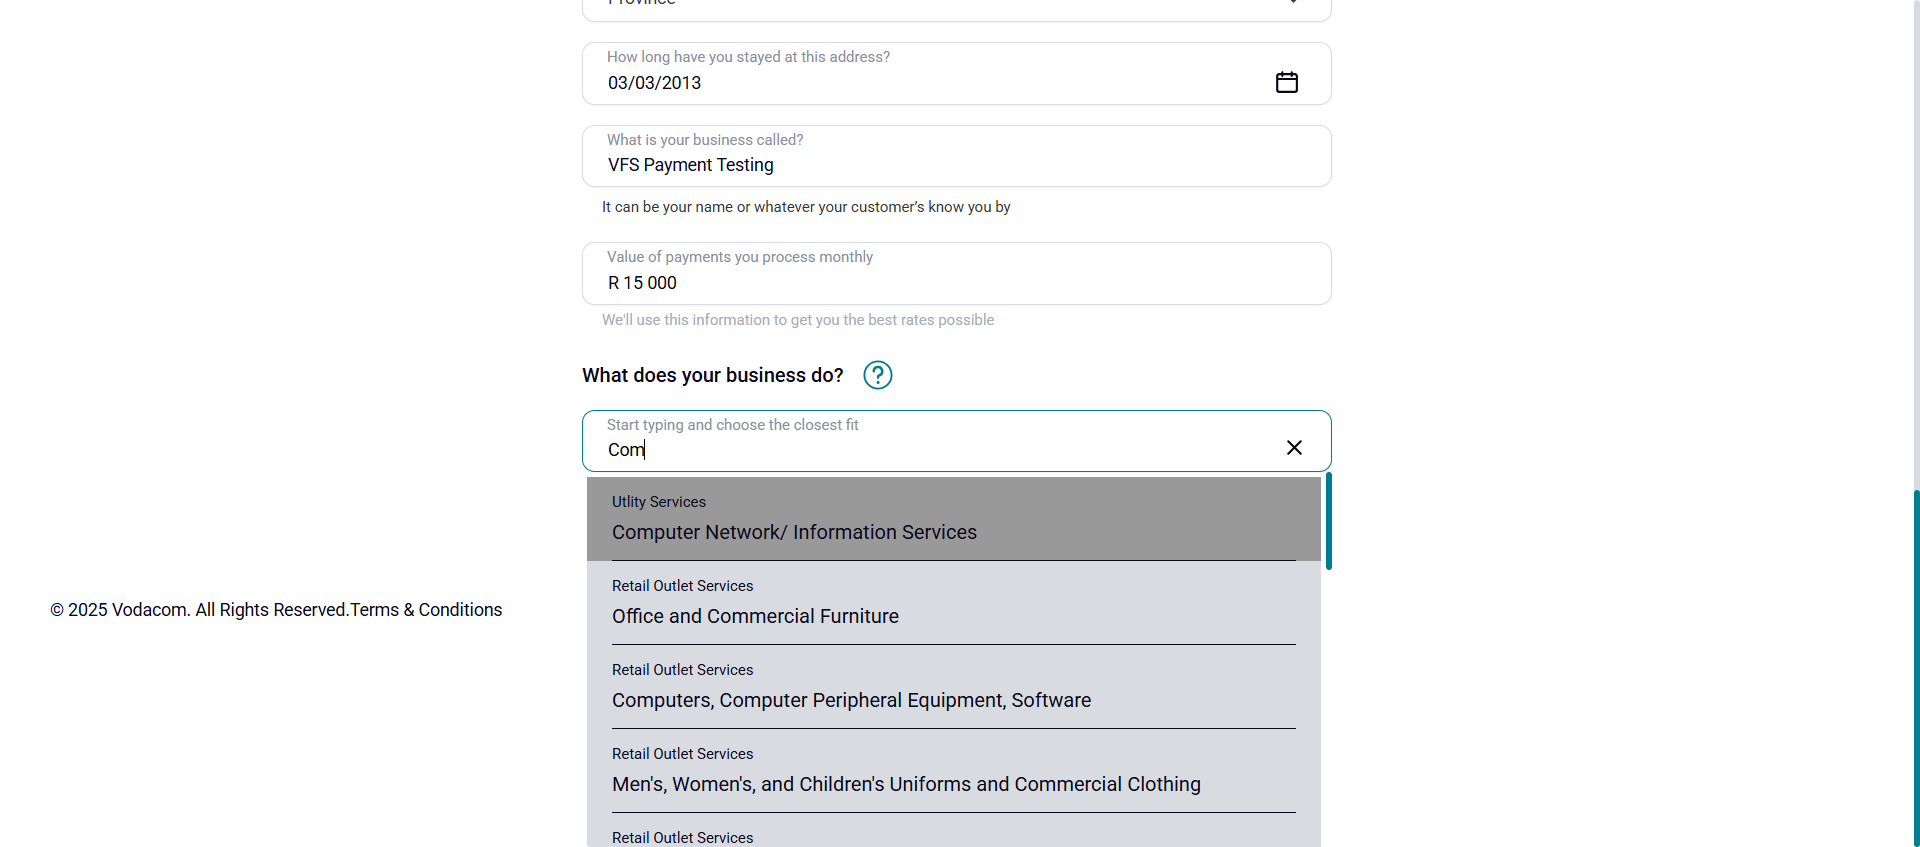 Province
How long have you stayed at this address?
03/03/2013
What is your business called?
VFS Payment Testing
It can be your name or whatever your customer’s know you by
Value of payments you process monthly
R 15 000
We'll use this information to get you the best rates possible
What does your business do?
?
Start typing and choose the closest fit
Com
Utlity Services
Computer Network/ Information Services
Retail Outlet Services
Office and Commercial Furniture
© 2025 Vodacom. All Rights Reserved.Terms & Conditions
Retail Outlet Services
Computers, Computer Peripheral Equipment, Software
Retail Outlet Services
Men's, Women's, and Children's Uniforms and Commercial Clothing
Retail Outlet Services